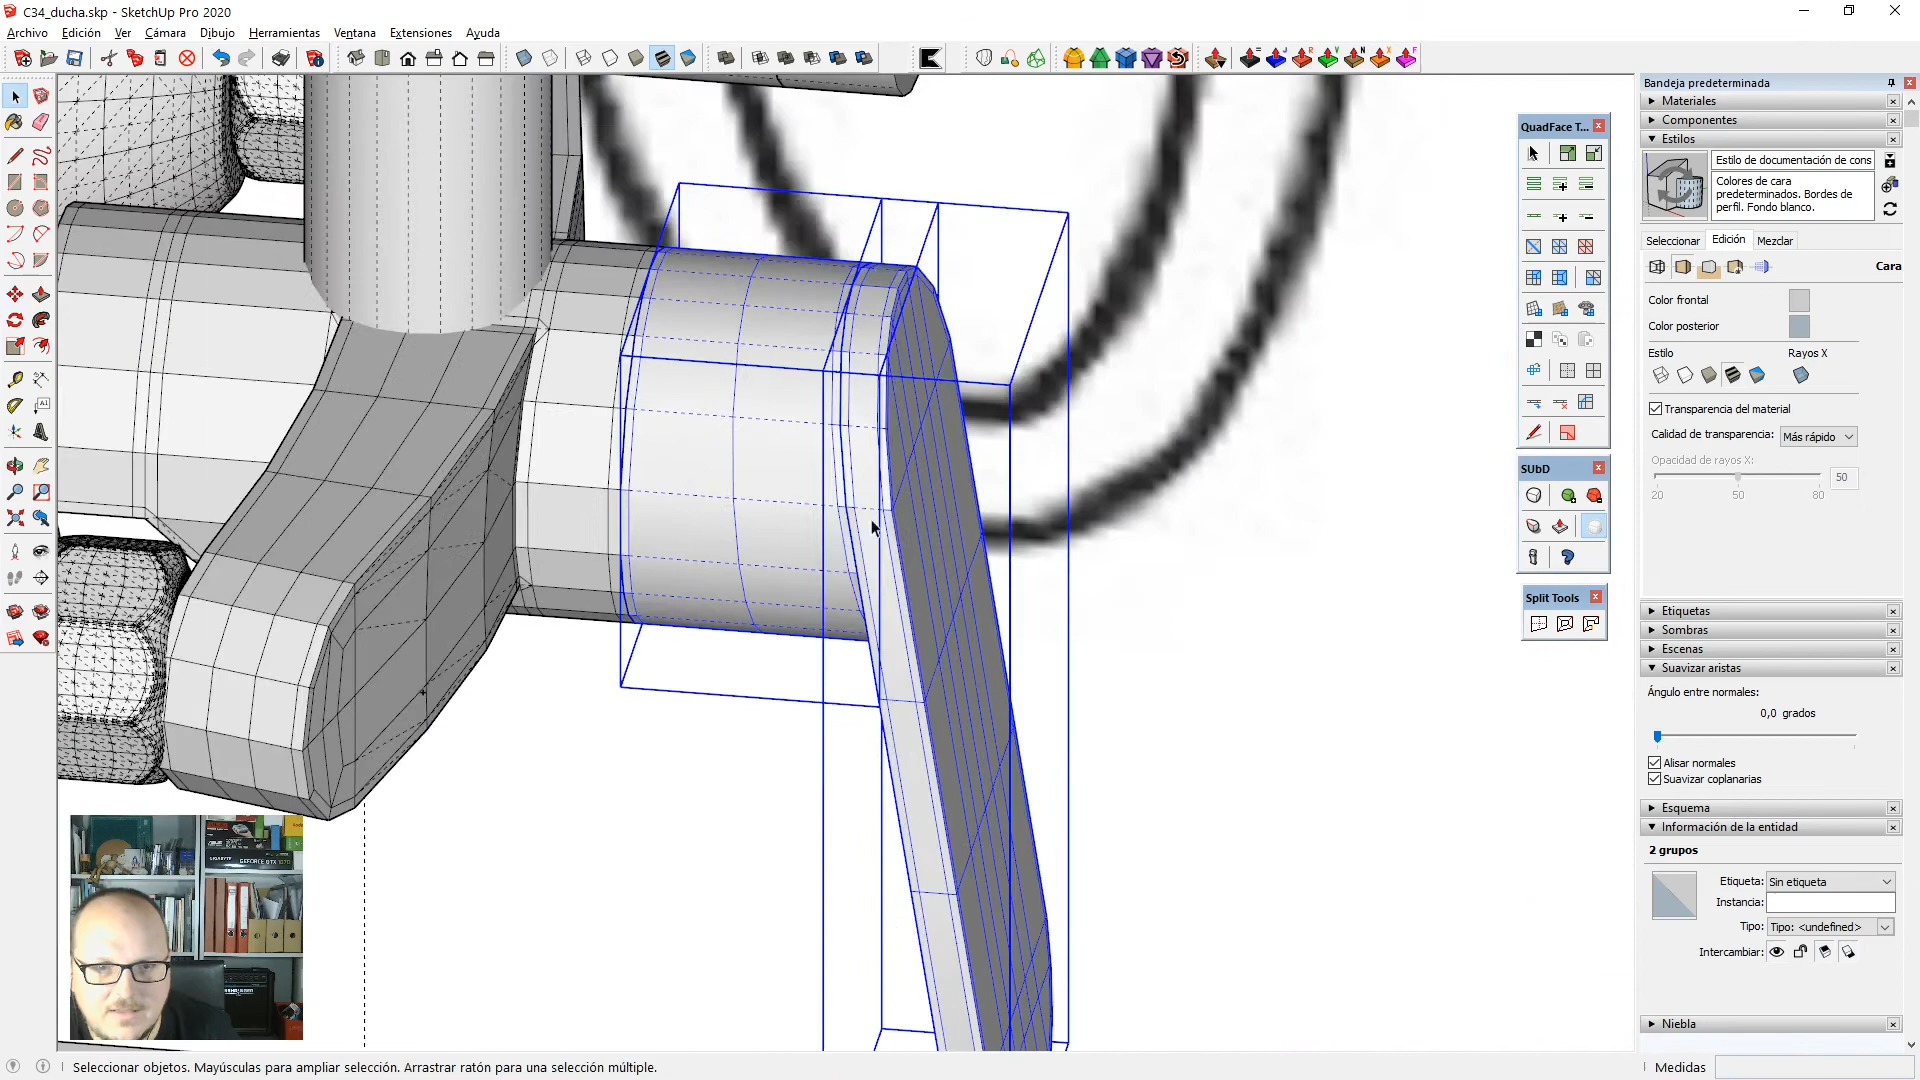 C34_ducha.skp - SketchUp Pro 2020
Archivo Edición Ver Cámara Dibujo Herramientas Ventana Extensiones Ayuda
Bandeja predeterminada
Materiales
Componentes
Estilos
Estilo de documentación de cons
Colores de cara
predeterminados. Bordes de
perfil. Fondo blanco.
Seleccionar Edición Mezclar
Cara
Color frontal
Color posterior
Estilo Rayos X
Transparencia del material
Calidad de transparencia: Más rápido
Opacidad de rayos X:
50
20 50 80
Etiquetas
Sombras
Escenas
Suavizar aristas
Ángulo entre normales:
0,0 grados
Alisar normales
Suavizar coplanarias
Esquema
Información de la entidad
2 grupos
Etiqueta: Sin etiqueta
Instancia:
Tipo: Tipo: <undefined>
Intercambiar:
Niebla
QuadFace T...
SUbD
Split Tools
GIGABYTE
GEFORCE GTX 1070
Seleccionar objetos. Mayúsculas para ampliar selección. Arrastrar ratón para una selección múltiple.
Medidas